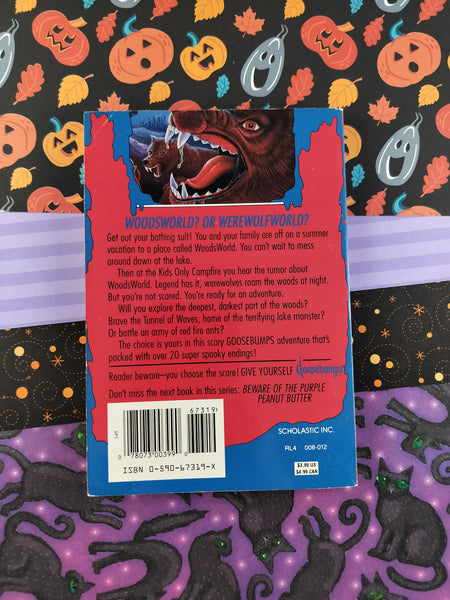 WOODSWORLD? OR WEREWOLFWORLD?
Get out your bathing suit! You and your family are off on a summer
vacation to a place called WoodsWorld. You can't wait to mess
around down at the lake.
Then at the Kids Only Campfire you hear the rumor about
WoodsWorld. Legend has it, werewolves roam the woods at night.
But you're not scared. You're ready for an adventure.
Will you explore the deepest, darkest part of the woods?
Brave the Tunnel of Waves, home of the terrifying lake monster?
Or battle an army of red fire ants?
The choice is yours in this scary GOOSEBUMPS adventure that's
packed with over 20 super spooky endings!
Reader beware—you choose the scare! GIVE YOURSELF Goosebumps
Don't miss the next book in this series: BEWARE OF THE PURPLE
PEANUT BUTTER
67319>
0 78073 00399 0
ISBN 0-590-67319-X
SCHOLASTIC INC.
RL4 008-012
$3.99 US
$4.99 CAN